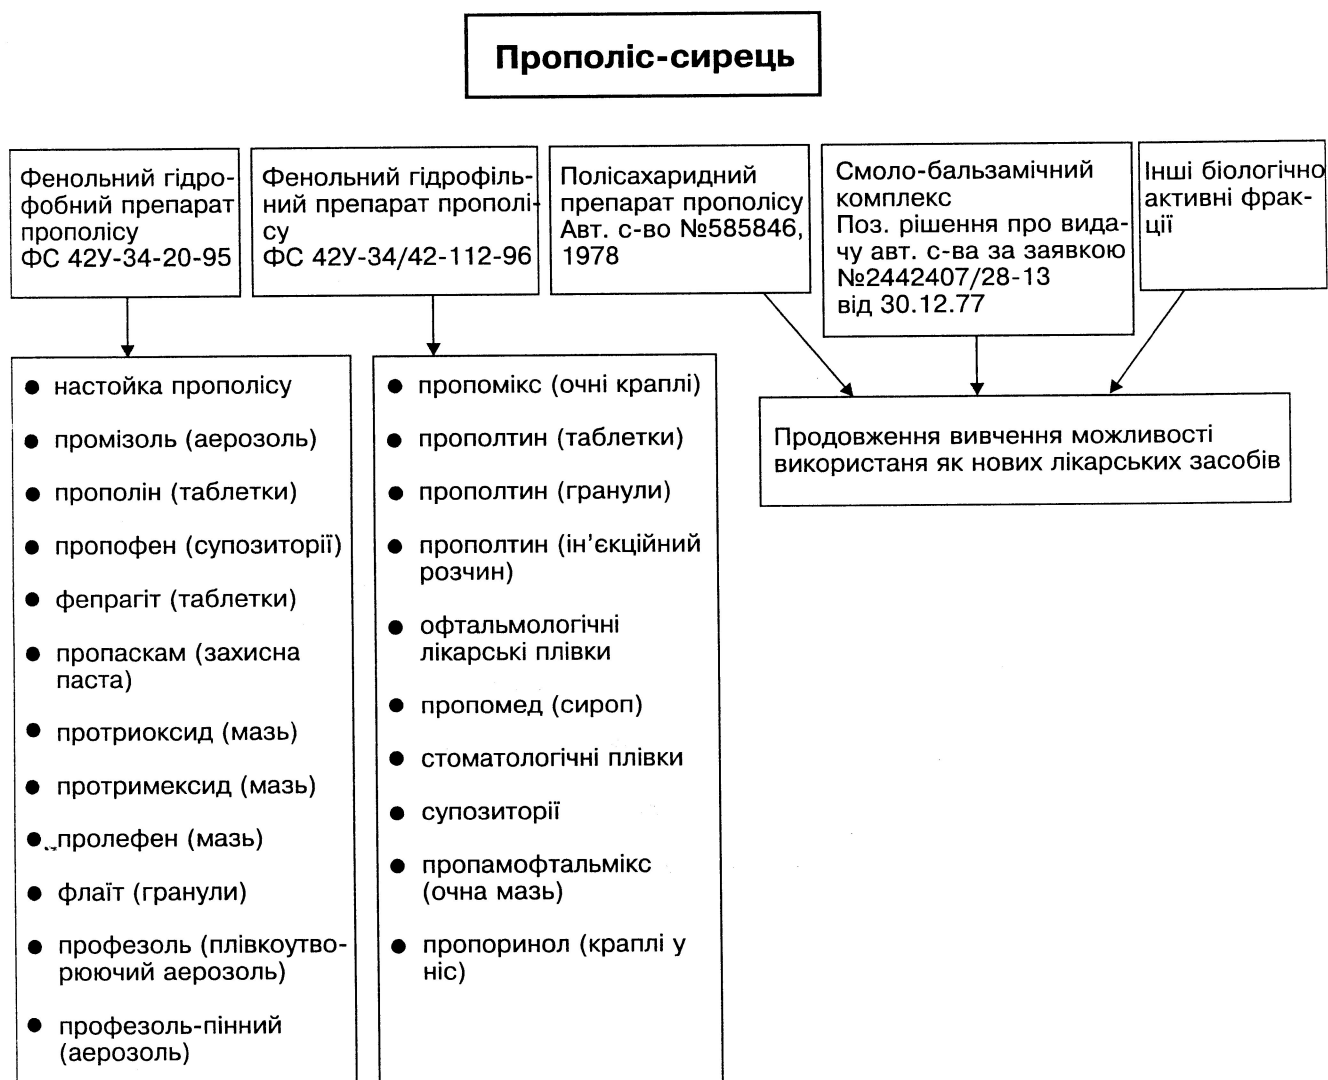 Прополіс-сирець
Фенольний гідро-
фобний препарат
прополісу
ФС 42У-34-20-95
Фенольний гідрофіль-
ний препарат прополі-
су
ФС 42У-34/42-112-96
Полісахаридний
препарат прополісу
Авт. с-во №585846,
1978
Смоло-бальзамічний
комплекс
Поз. рішення про вида-
чу авт. с-ва за заявкою
№2442407/28-13
від 30.12.77
Інші біологічно
активні фрак-
ції
● настойка прополісу
● промізоль (аерозоль)
● прополін (таблетки)
● пропофен (супозиторії)
● фепрагіт (таблетки)
● пропаскам (захисна
паста)
● протриоксид (мазь)
● протримексид (мазь)
● пролефен (мазь)
● флаїт (гранули)
● професоль (плівкоутво-
рюючий аерозоль)
● професоль-пінний
(аерозоль)
● пропомікс (очні краплі)
● прополтин (таблетки)
● прополтин (гранули)
● прополтин (ін’єкційний
розчин)
● офтальмологічні
лікарські плівки
● пропомед (сироп)
● стоматологічні плівки
● супозиторії
● пропамофтальмікс
(очна мазь)
● пропоринол (краплі у
ніс)
Продовження вивчення можливості
використаня як нових лікарських засобів